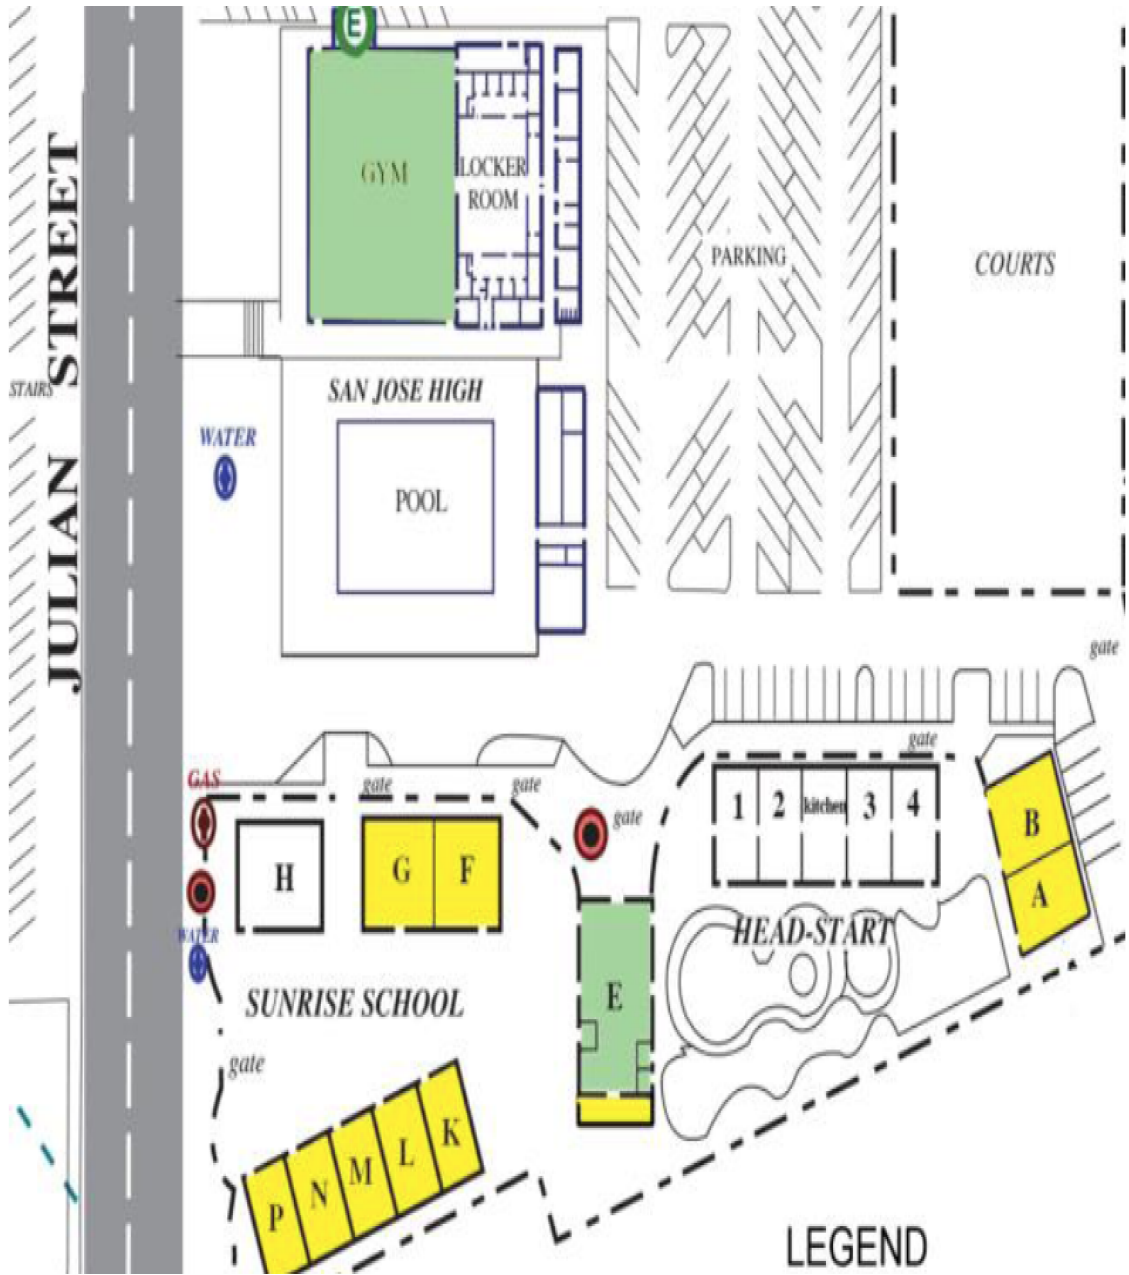 E
GYM
LOCKER
ROOM
PARKING
COURTS
JULIAN STREET
STAIRS
SAN JOSE HIGH
WATER
POOL
gate
gate
GAS
gate
gate
gate
1
2
kitchen
3
4
B
A
H
G
F
HEAD-START
WATER
E
SUNRISE SCHOOL
gate
K
L
M
N
P
LEGEND